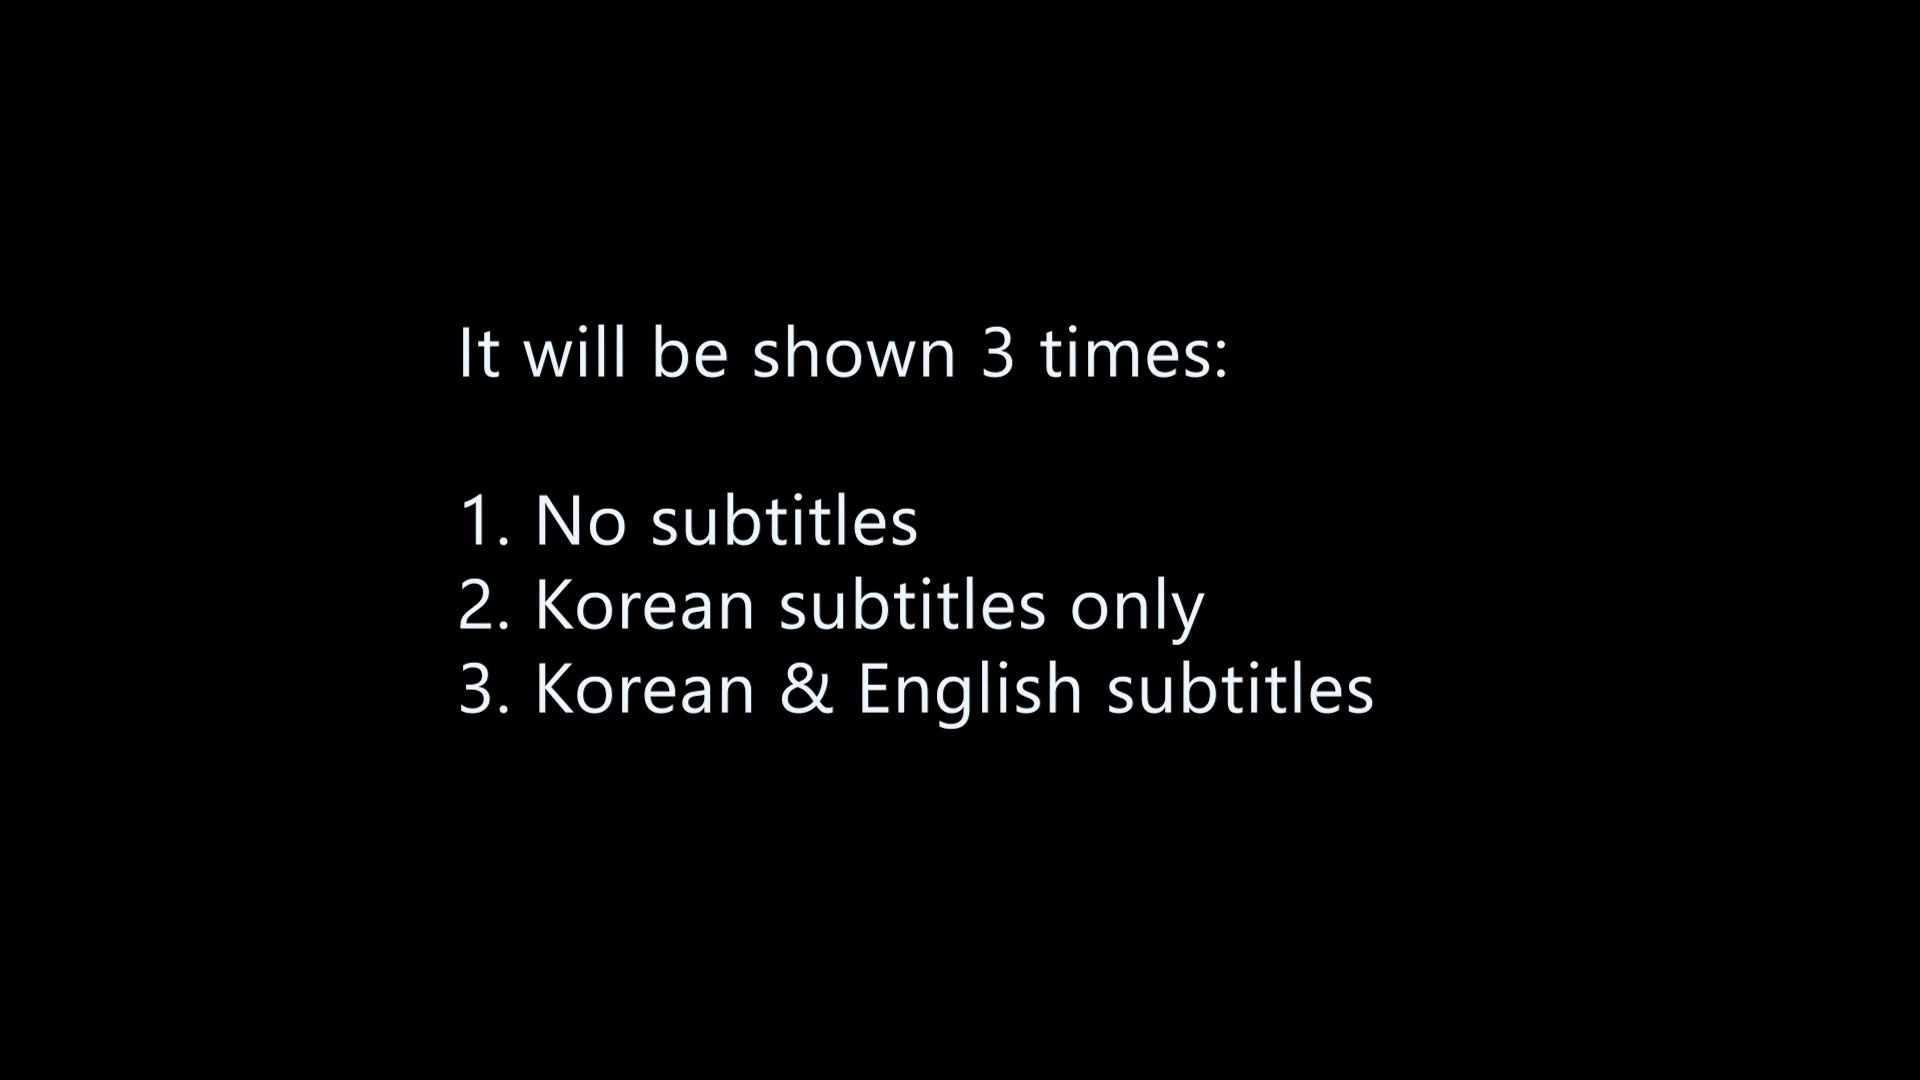 It will be shown 3 times:
1. No subtitles
2. Korean subtitles only
3. Korean & English subtitles